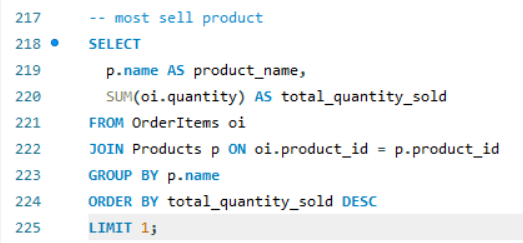 217 -- most sell product
218 SELECT
219 p.name AS product_name,
220 SUM(oi.quantity) AS total_quantity_sold
221 FROM OrderItems oi
222 JOIN Products p ON oi.product_id = p.product_id
223 GROUP BY p.name
224 ORDER BY total_quantity_sold DESC
225 LIMIT 1;